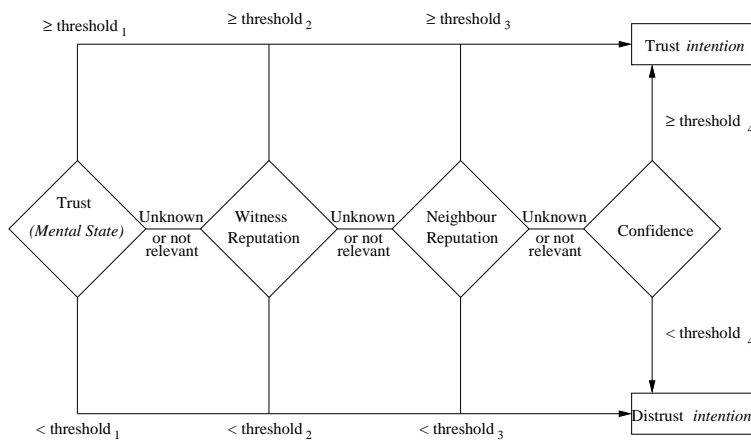 ≥ threshold 1
≥ threshold 2
≥ threshold 3
Trust intention
≥ threshold 4
Trust
(Mental State)
Unknown
or not
relevant
Witness
Reputation
Unknown
or not
relevant
Neighbour
Reputation
Unknown
or not
relevant
Confidence
< threshold 4
Distrust intention
< threshold 1
< threshold 2
< threshold 3